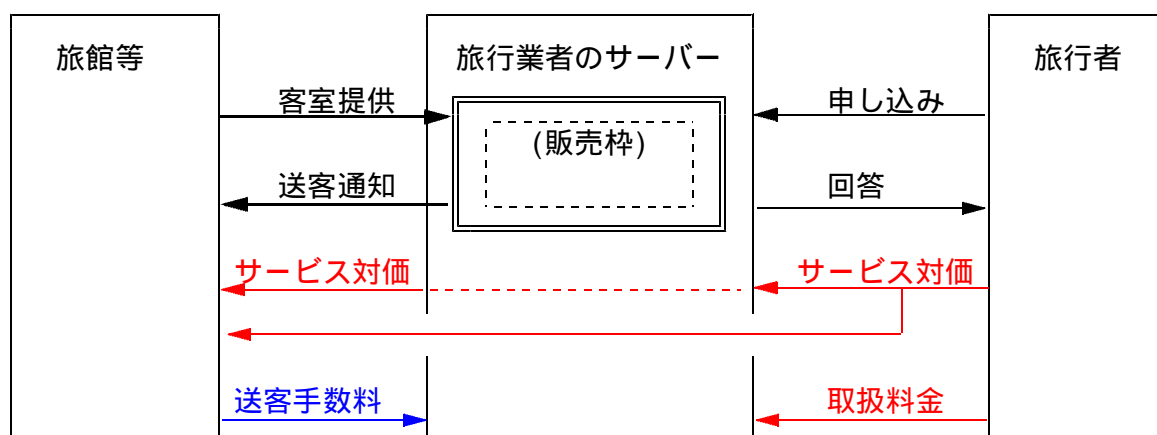 旅館等
旅行業者のサーバー
旅行者
客室提供
申し込み
(販売枠)
送客通知
回答
サービス対価
サービス対価
送客手数料
取扱料金